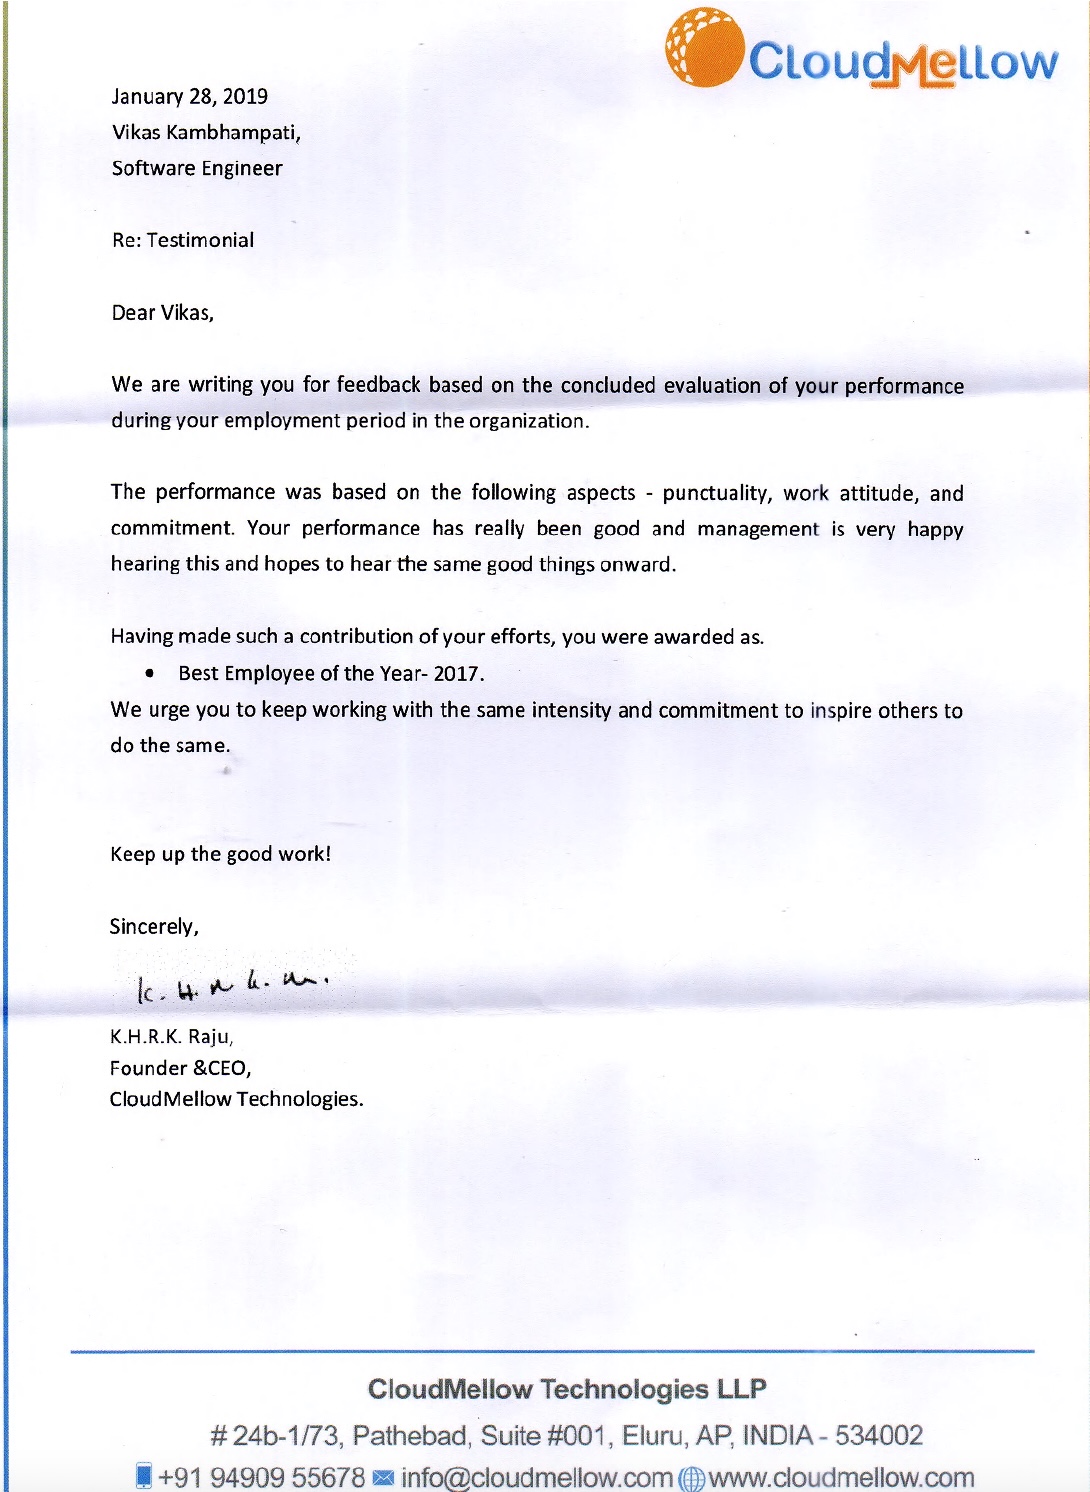 CloudMellow
January 28, 2019
Vikas Kambhampati,
Software Engineer
Re: Testimonial
Dear Vikas,
We are writing you for feedback based on the concluded evaluation of your performance
during your employment period in the organization.
The performance was based on the following aspects - punctuality, work attitude, and
commitment. Your performance has really been good and management is very happy
hearing this and hopes to hear the same good things onward.
Having made such a contribution of your efforts, you were awarded as.
• Best Employee of the Year- 2017.
We urge you to keep working with the same intensity and commitment to inspire others to
do the same.
Keep up the good work!
Sincerely,
K.H.R.K. Raju,
Founder &CEO,
CloudMellow Technologies.
CloudMellow Technologies LLP
# 24b-1/73, Pathebad, Suite #001, Eluru, AP, INDIA - 534002
+91 94909 55678 info@cloudmellow.com www.cloudmellow.com